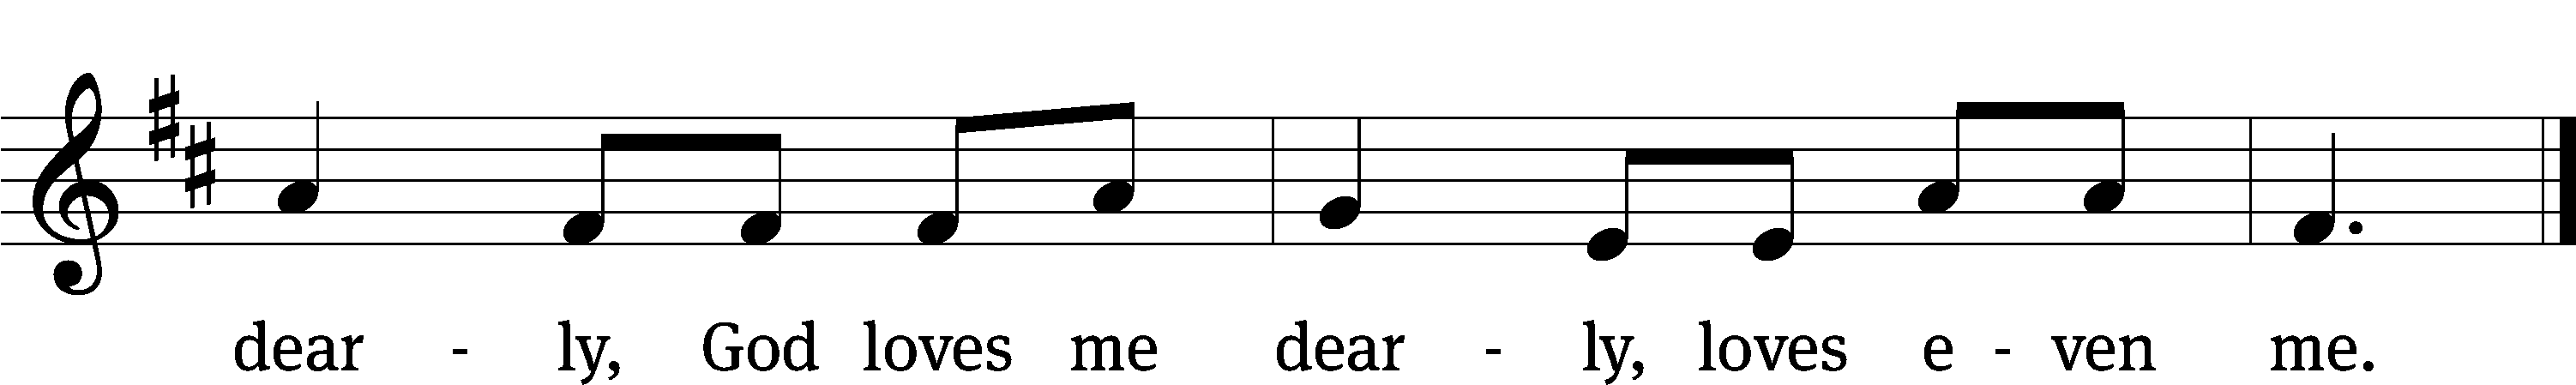 dear - ly, God loves me dear - ly, loves e - ven me.